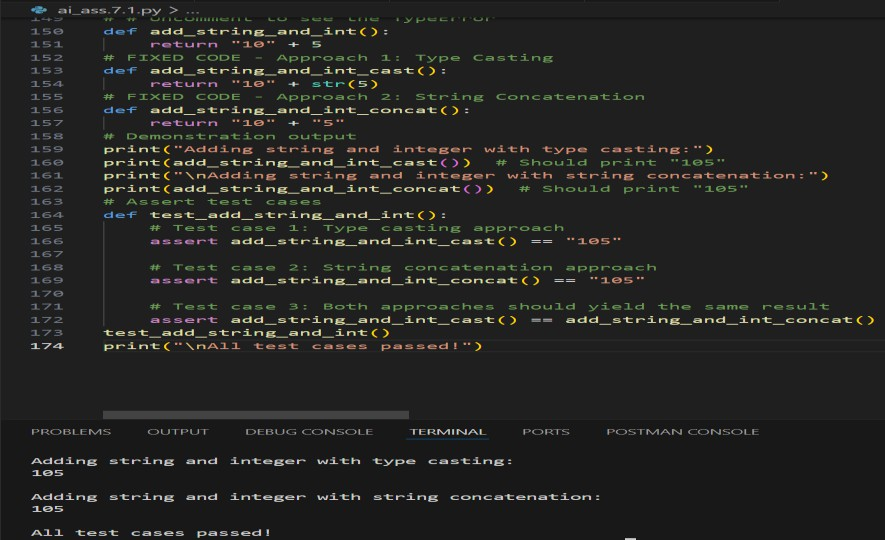 ai_ass.7.1.py > ...
149 # # Uncomment to see the TypeError
150 def add_string_and_int():
151     return "10" + 5
152 # FIXED CODE - Approach 1: Type Casting
153 def add_string_and_int_cast():
154     return "10" + str(5)
155 # FIXED CODE - Approach 2: String Concatenation
156 def add_string_and_int_concat():
157     return "10" + "5"
158 # Demonstration output
159 print("Adding string and integer with type casting:")
160 print(add_string_and_int_cast())  # Should print "105"
161 print("\nAdding string and integer with string concatenation:")
162 print(add_string_and_int_concat())  # Should print "105"
163 # Assert test cases
164 def test_add_string_and_int():
165     # Test case 1: Type casting approach
166     assert add_string_and_int_cast() == "105"
167
168     # Test case 2: String concatenation approach
169     assert add_string_and_int_concat() == "105"
170
171     # Test case 3: Both approaches should yield the same result
172     assert add_string_and_int_cast() == add_string_and_int_concat()
173 test_add_string_and_int()
174 print("\nAll test cases passed!")
PROBLEMS OUTPUT DEBUG CONSOLE TERMINAL PORTS POSTMAN CONSOLE
Adding string and integer with type casting:
105
Adding string and integer with string concatenation:
105
All test cases passed!